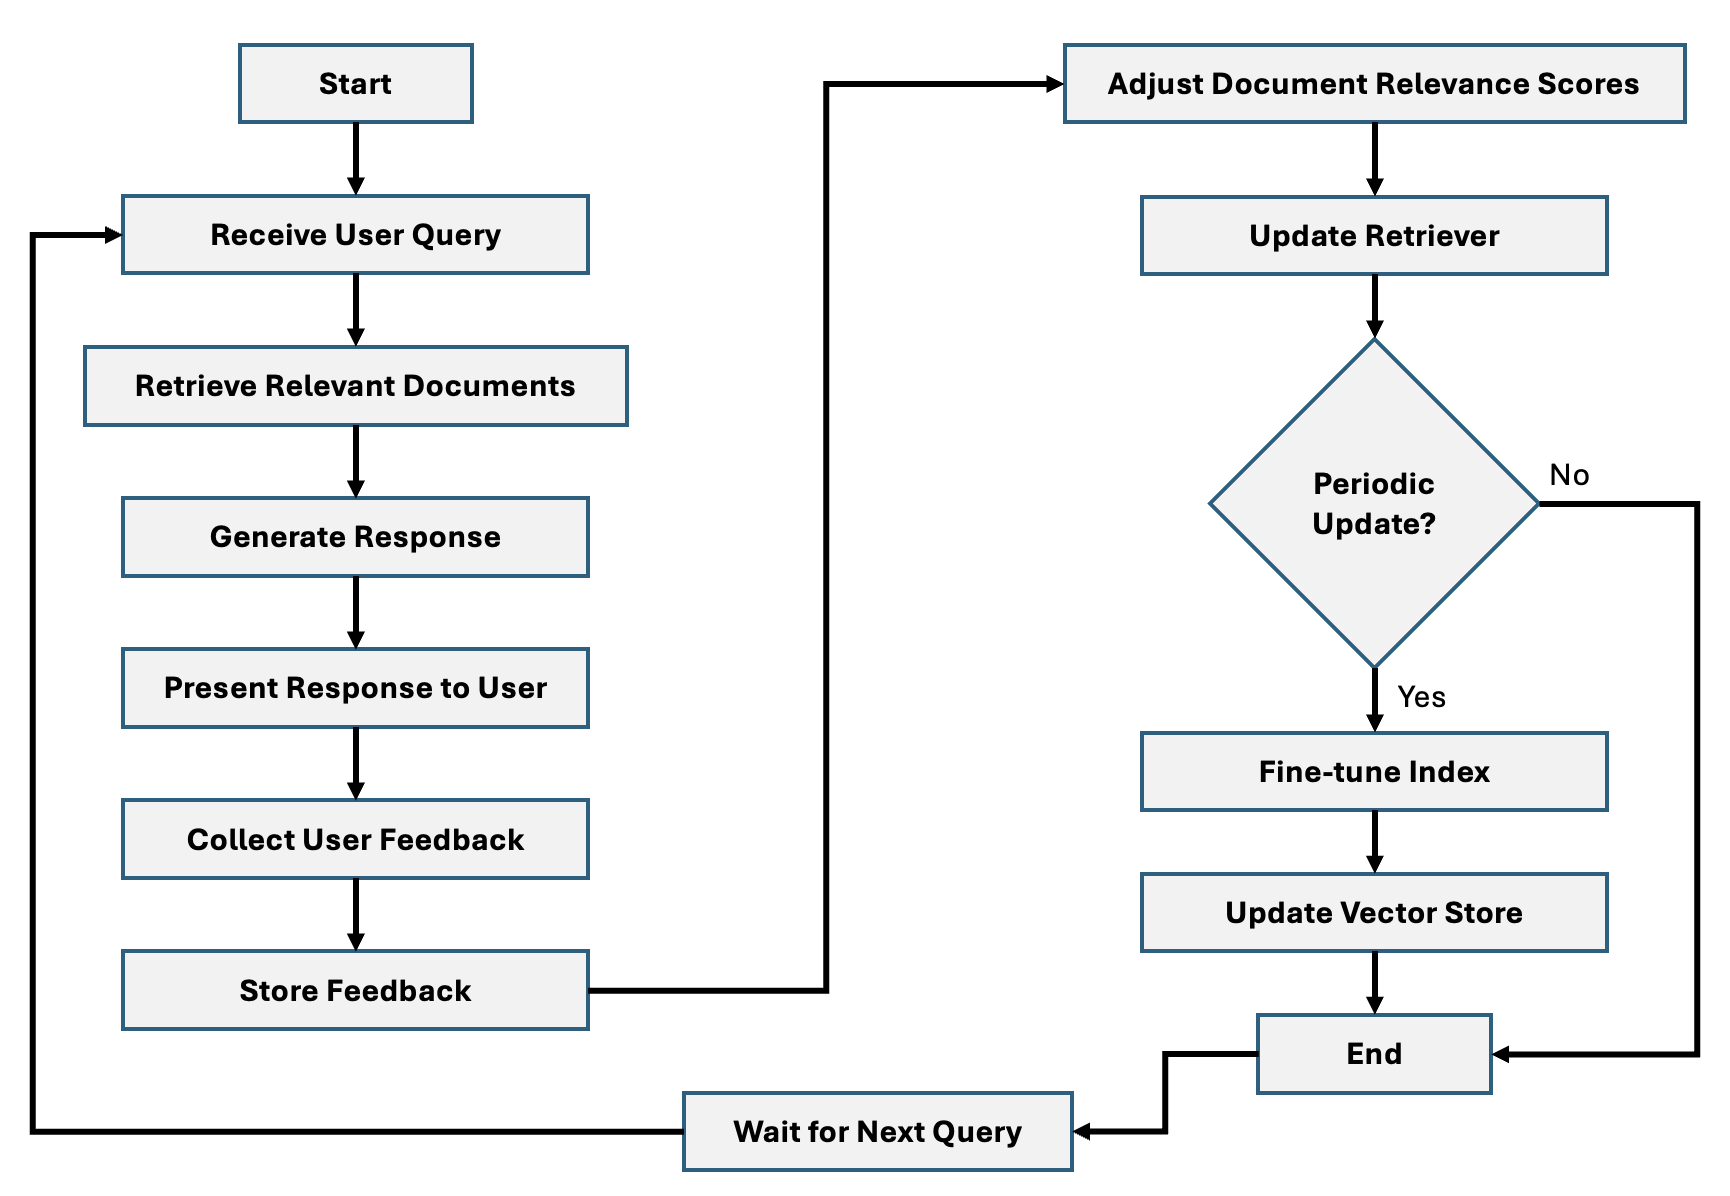 Start
Receive User Query
Retrieve Relevant Documents
Generate Response
Present Response to User
Collect User Feedback
Store Feedback
Adjust Document Relevance Scores
Update Retriever
Periodic
Update?
No
Yes
Fine-tune Index
Update Vector Store
End
Wait for Next Query